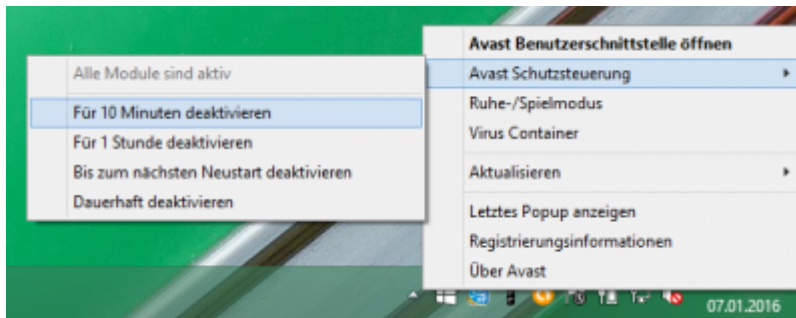 Avast Benutzerschnittstelle öffnen
Avast Schutzsteuerung
Ruhe-/Spielmodus
Virus Container
Aktualisieren
Letztes Popup anzeigen
Registrierungsinformationen
Über Avast
Alle Module sind aktiv
Für 10 Minuten deaktivieren
Für 1 Stunde deaktivieren
Bis zum nächsten Neustart deaktivieren
Dauerhaft deaktivieren
07.01.2016